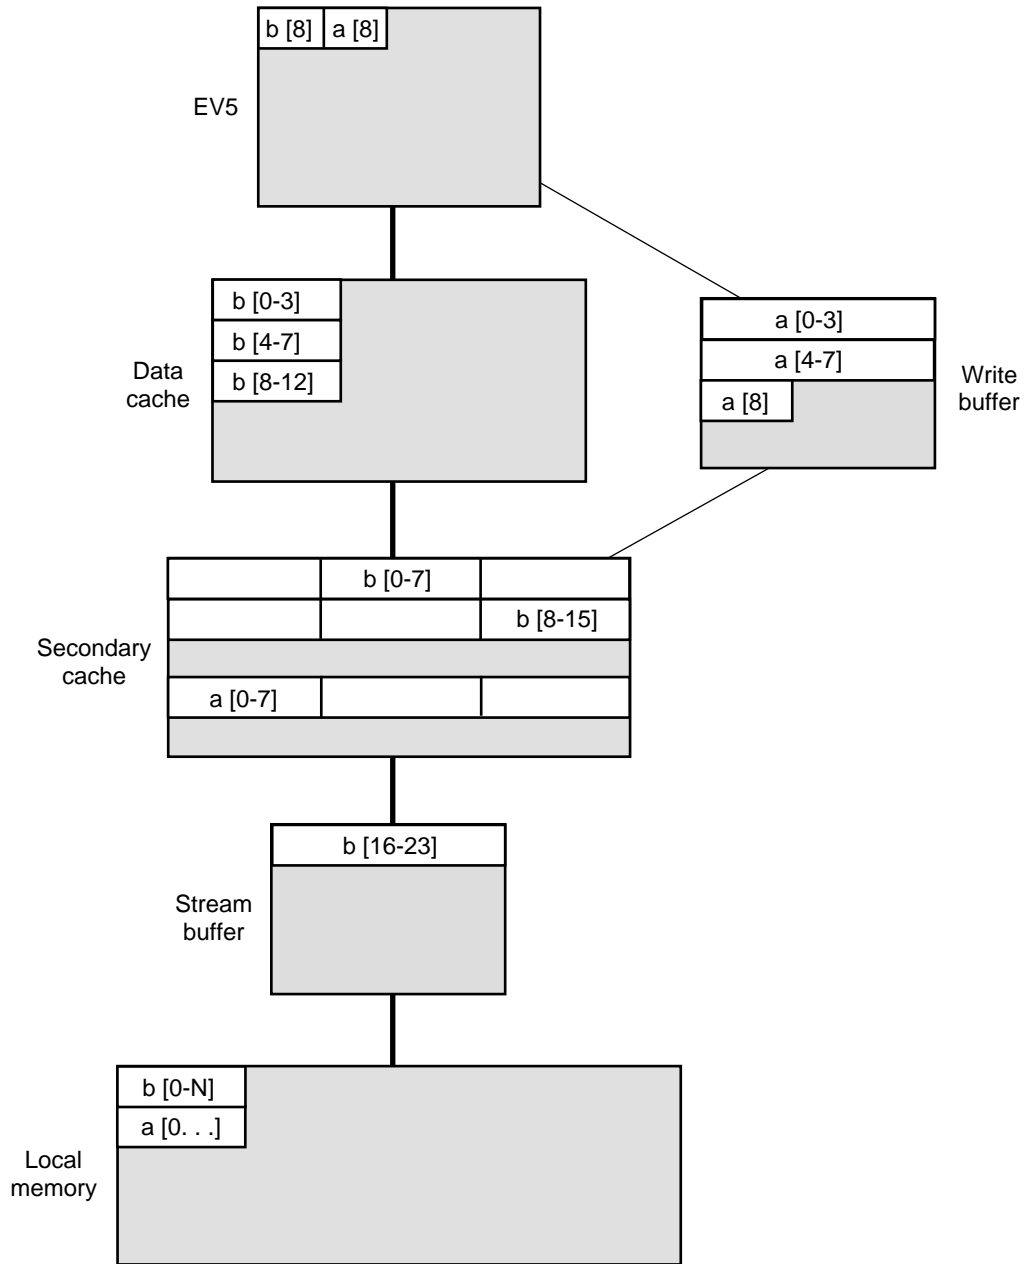 b [8] a [8]
EV5
b [0-3]
b [4-7]
b [8-12]
Data
cache
a [0-3]
a [4-7]
a [8]
Write
buffer
b [0-7]
b [8-15]
a [0-7]
Secondary
cache
b [16-23]
Stream
buffer
b [0-N]
a [0. . .]
Local
memory